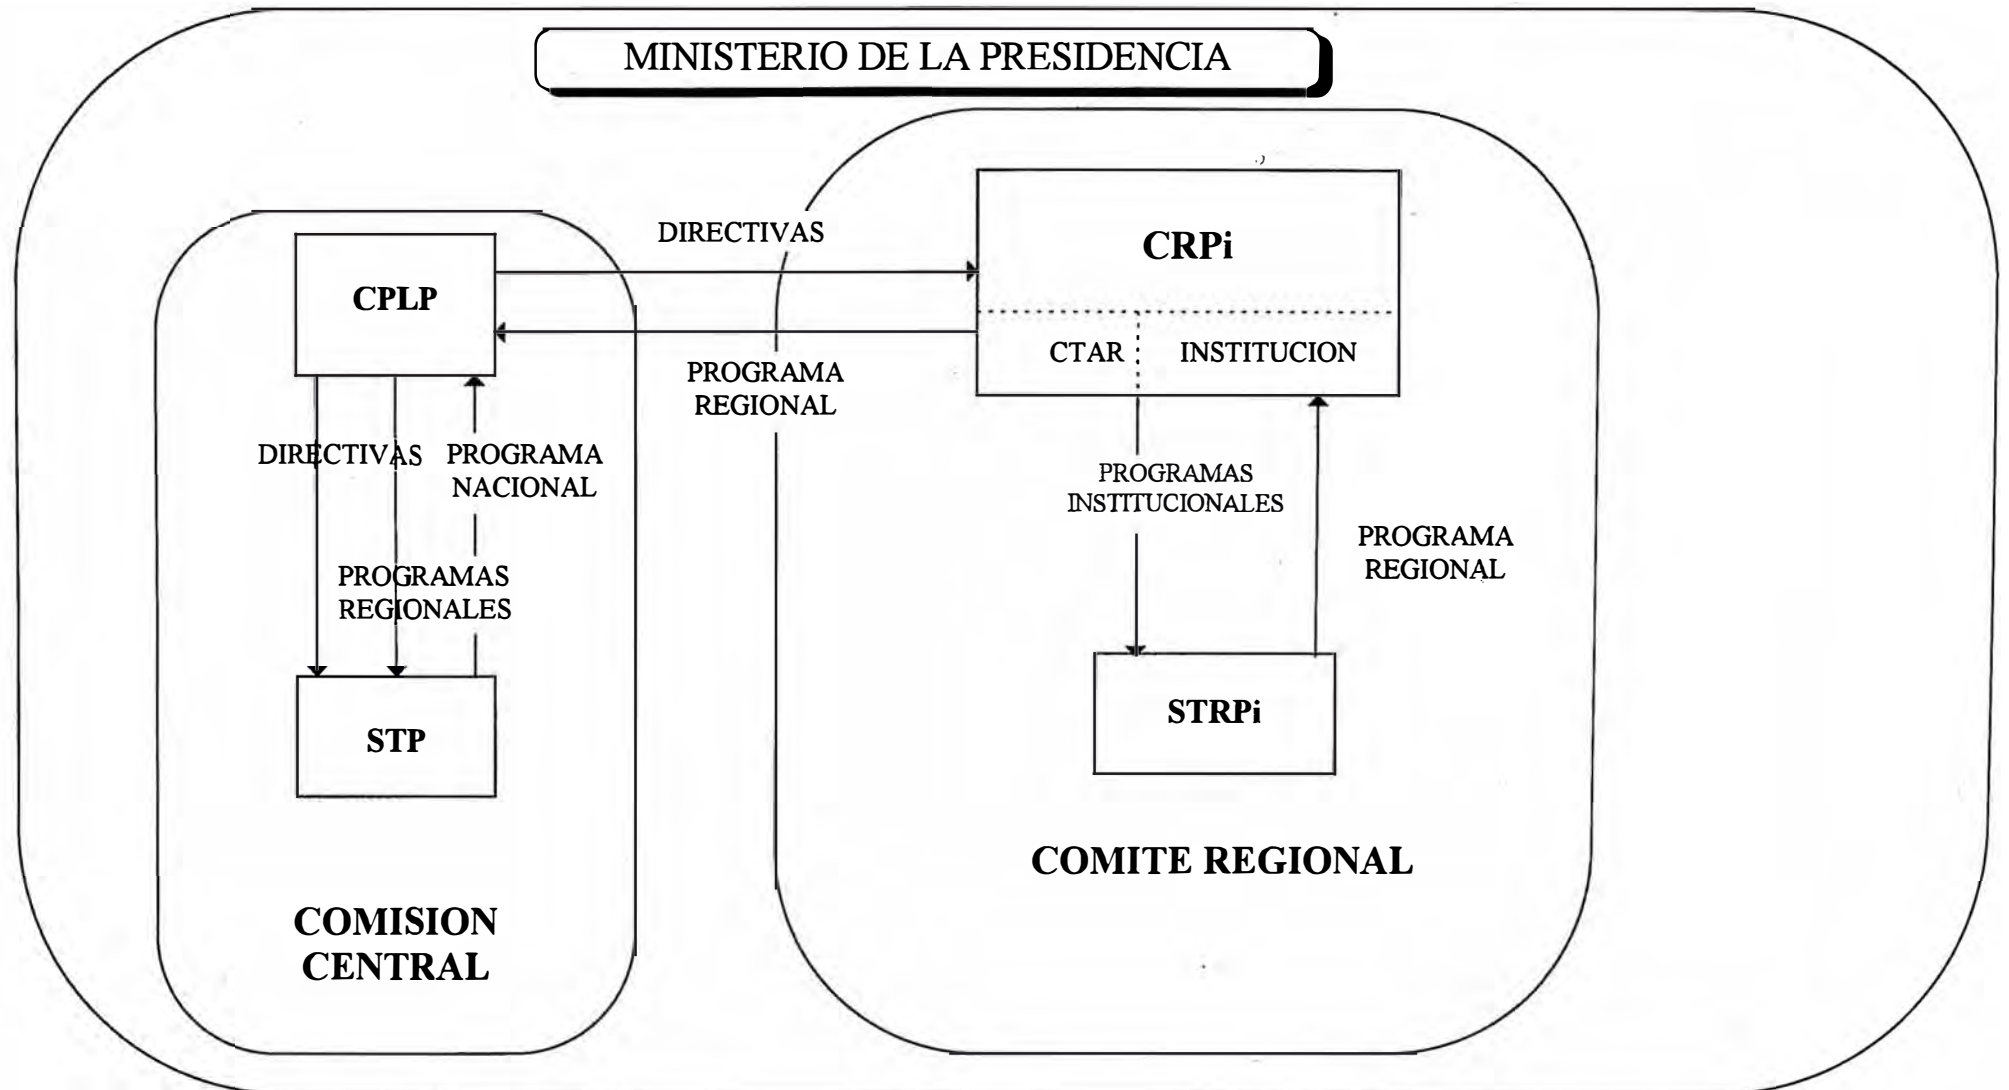 MINISTERIO DE LA PRESIDENCIA
DIRECTIVAS
CRPi
CPLP
CTAR
INSTITUCION
PROGRAMA
REGIONAL
DIRECTIVAS
PROGRAMA
NACIONAL
PROGRAMAS
INSTITUCIONALES
PROGRAMA
REGIONAL
PROGRAMAS
REGIONALES
STP
STRPi
COMITE REGIONAL
COMISION
CENTRAL